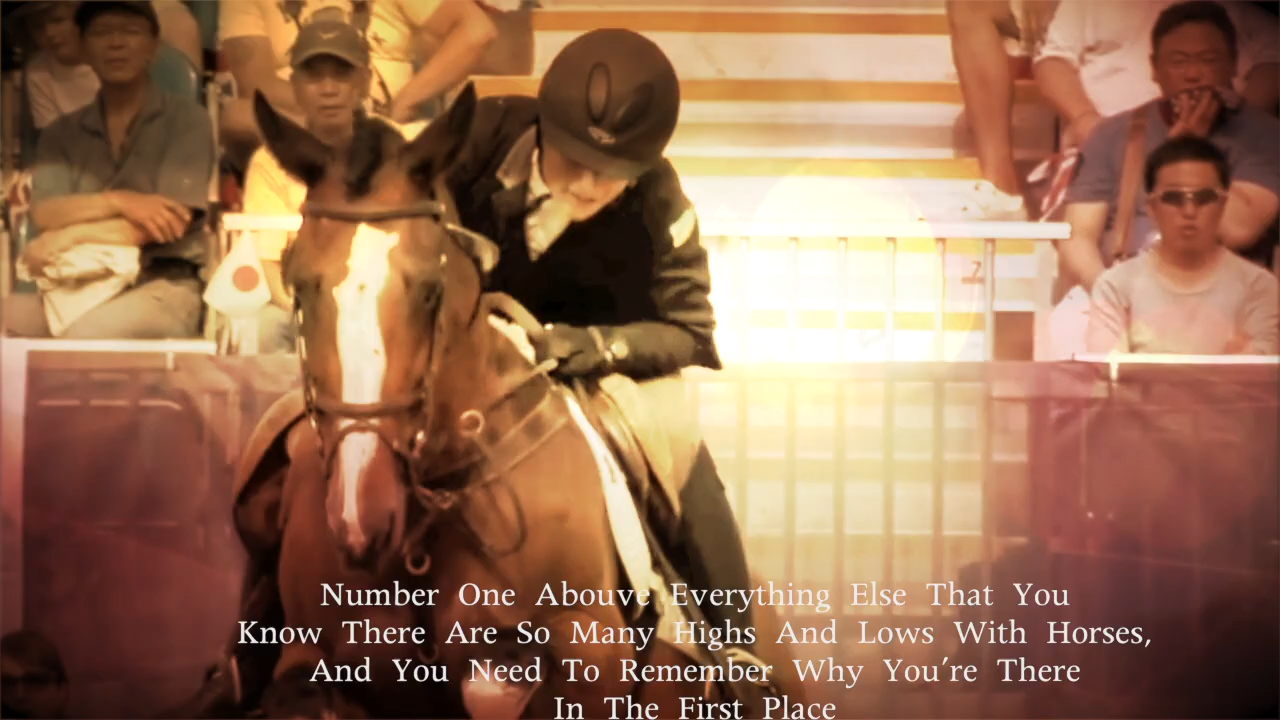 Number One Abouve Everything Else That You
Know There Are So Many Highs And Lows With Horses,
And You Need To Remember Why You're There
In The First Place